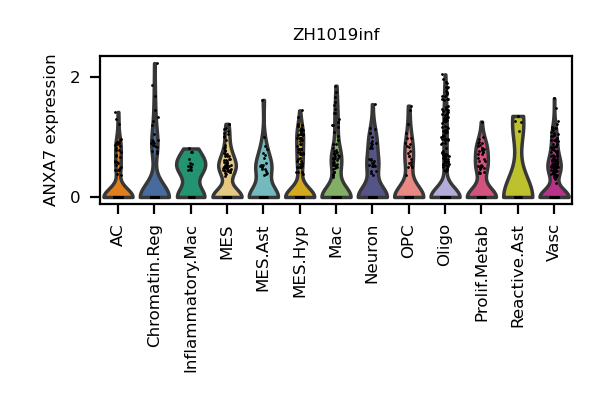 ZH1019inf
ANXA7 expression
2
0
AC
Chromatin.Reg
Inflammatory.Mac
MES
MES.Ast
MES.Hyp
Mac
Neuron
OPC
Oligo
Prolif.Metab
Reactive.Ast
Vasc